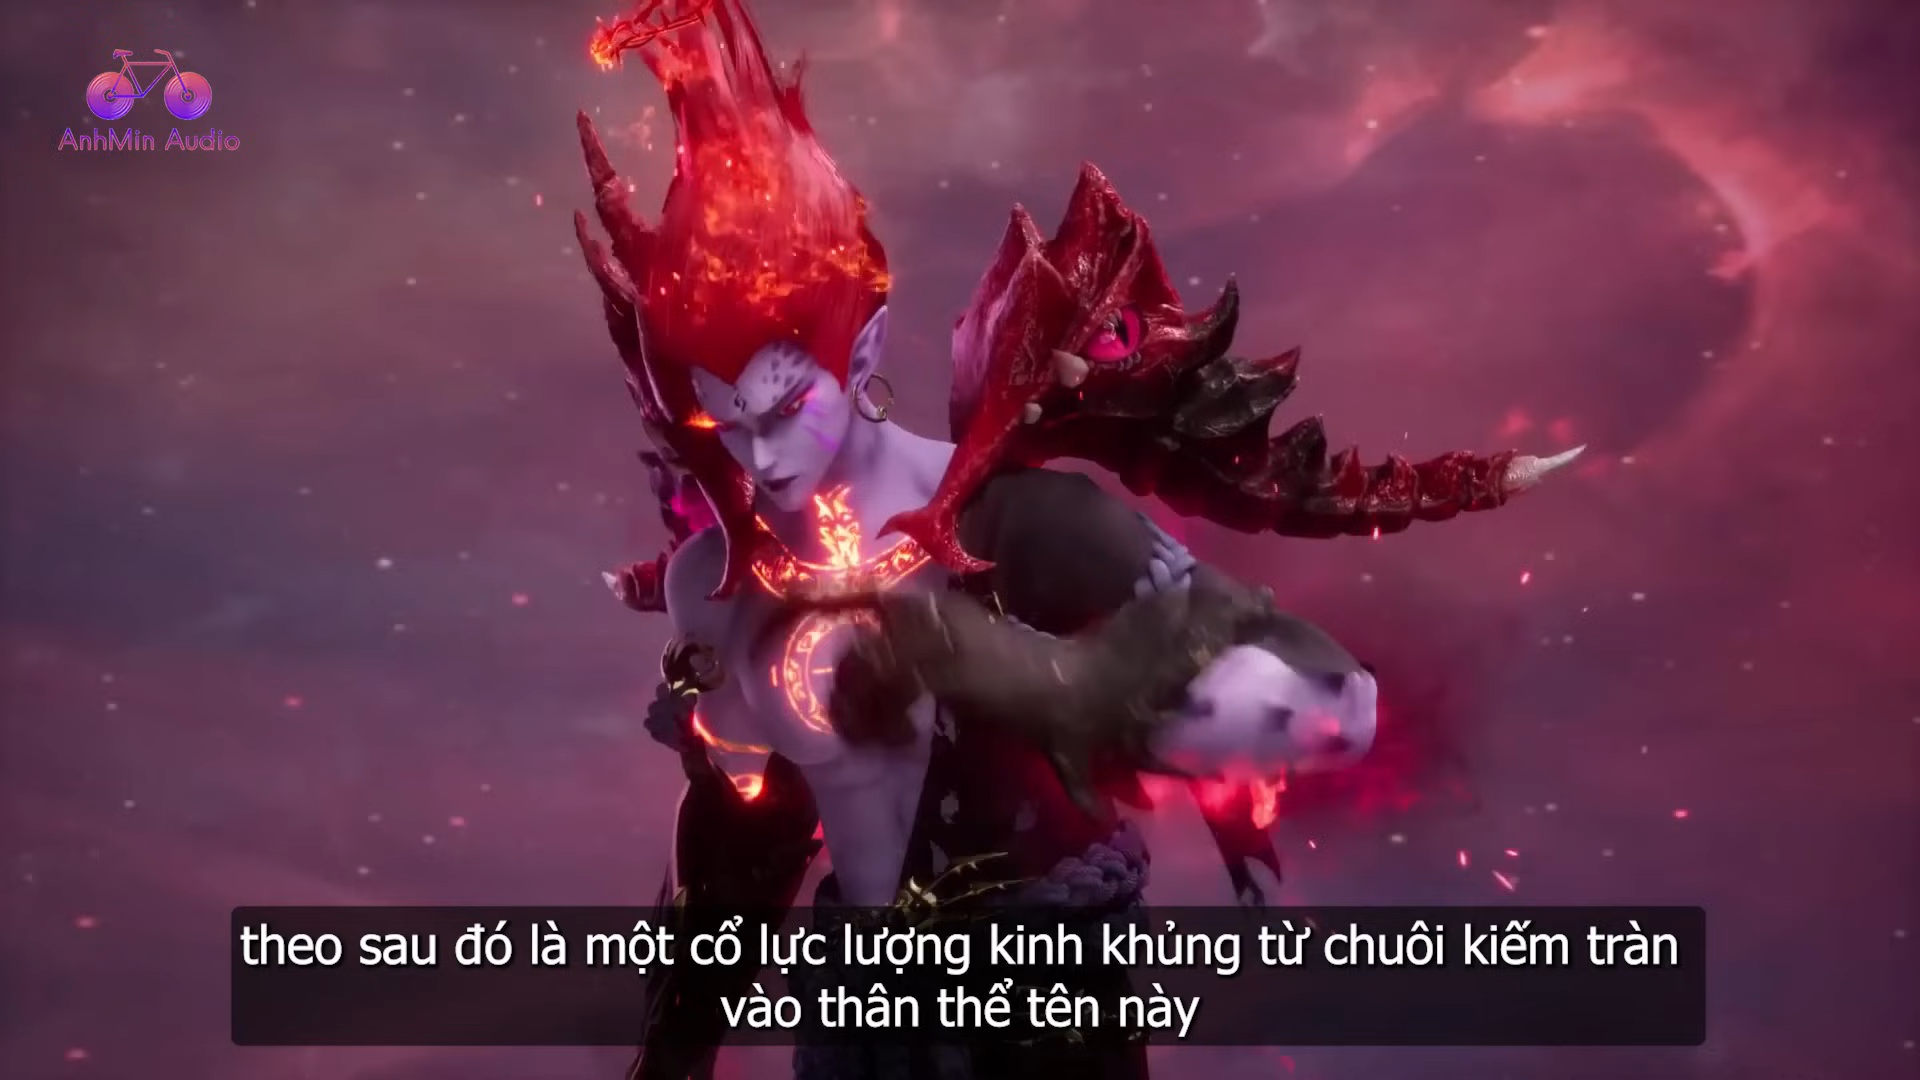 AnhMin Audio
theo sau đó là một cổ lực lượng kinh khủng từ chuôi kiếm tràn
vào thân thể tên này